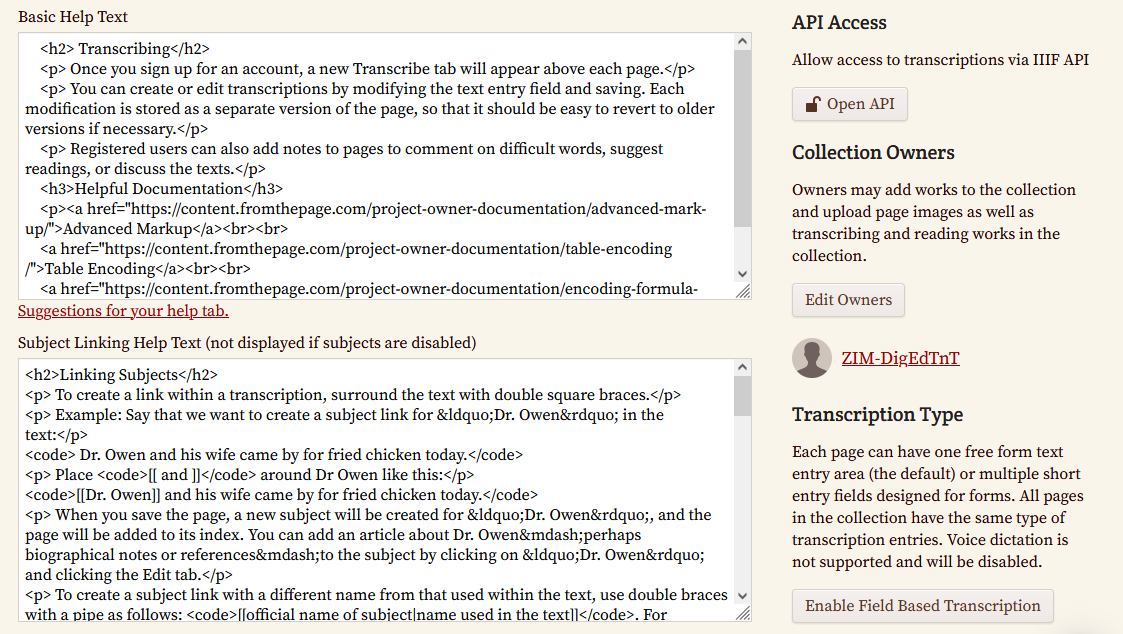 Basic Help Text
<h2> Transcribing</h2>
<p> Once you sign up for an account, a new Transcribe tab will appear above each page.</p>
<p> You can create or edit transcriptions by modifying the text entry field and saving. Each
modification is stored as a separate version of the page, so that it should be easy to revert to older
versions if necessary.</p>
<p> Registered users can also add notes to pages to comment on difficult words, suggest
readings, or discuss the texts.</p>
<h3>Helpful Documentation</h3>
<p><a href="https://content.fromthepage.com/project-owner-documentation/advanced-mark-
up/">Advanced Markup</a><br><br>
<a href="https://content.fromthepage.com/project-owner-documentation/table-encoding
/">Table Encoding</a><br><br>
<a href="https://content.fromthepage.com/project-owner-documentation/encoding-formula-
Suggestions for your help tab.
Subject Linking Help Text (not displayed if subjects are disabled)
<h2>Linking Subjects</h2>
<p> To create a link within a transcription, surround the text with double square braces.</p>
<p> Example: Say that we want to create a subject link for &ldquo;Dr. Owen&rdquo; in the
text:</p>
<code> Dr. Owen and his wife came by for fried chicken today.</code>
<p> Place <code>[[ and ]]</code> around Dr Owen like this:</p>
<code>[[Dr. Owen]] and his wife came by for fried chicken today.</code>
<p> When you save the page, a new subject will be created for &ldquo;Dr. Owen&rdquo;, and the
page will be added to its index. You can add an article about Dr. Owen&mdash;perhaps
biographical notes or references&mdash;to the subject by clicking on &ldquo;Dr. Owen&rdquo;
and clicking the Edit tab.</p>
<p> To create a subject link with a different name from that used within the text, use double braces
with a pipe as follows: <code>[[official name of subject|name used in the text]]</code>. For
API Access
Allow access to transcriptions via IIIF API
Open API
Collection Owners
Owners may add works to the collection
and upload page images as well as
transcribing and reading works in the
collection.
Edit Owners
ZIM-DigEdTnT
Transcription Type
Each page can have one free form text
entry area (the default) or multiple short
entry fields designed for forms. All pages
in the collection have the same type of
transcription entries. Voice dictation is
not supported and will be disabled.
Enable Field Based Transcription